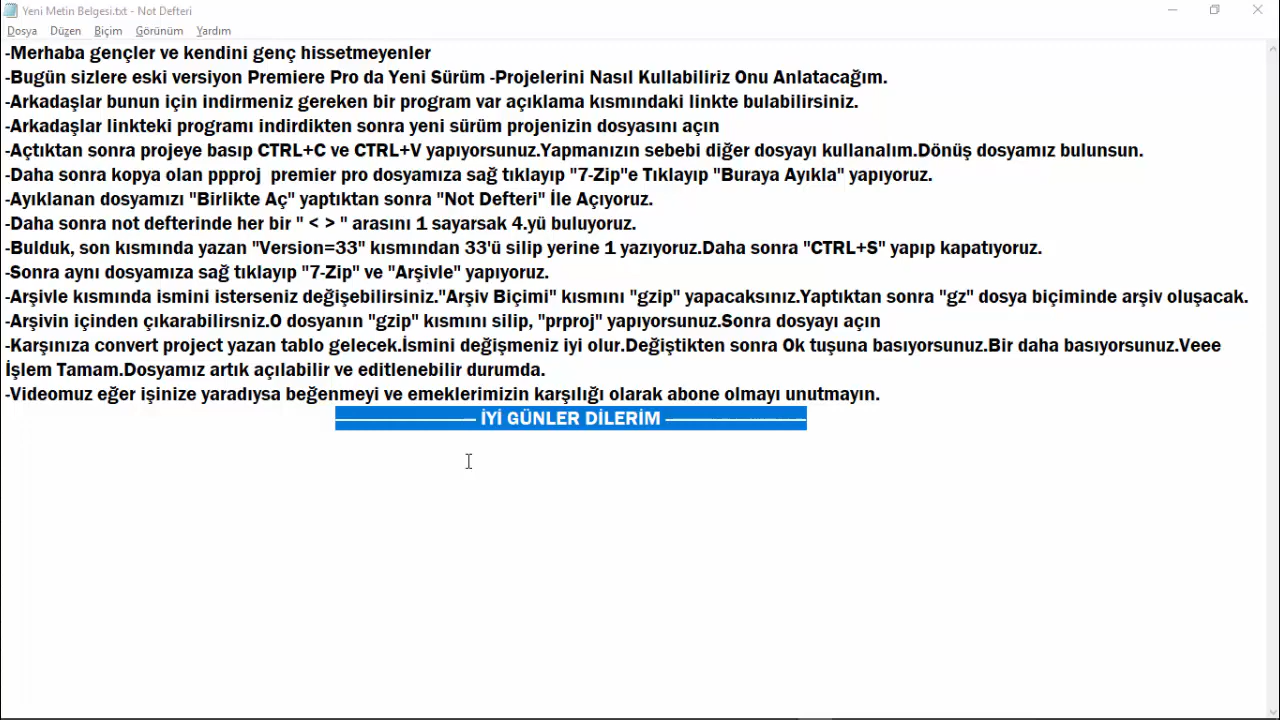 Yeni Metin Belgesi.txt - Not Defteri
Dosya Düzen Biçim Görünüm Yardım
-Merhaba gençler ve kendini genç hissetmeyenler
-Bugün sizlere eski versiyon Premiere Pro da Yeni Sürüm -Projelerini Nasıl Kullabiliriz Onu Anlatacağım.
-Arkadaşlar bunun için indirmeniz gereken bir program var açıklama kısmındaki linkte bulabilirsiniz.
-Arkadaşlar linkteki programı indirdikten sonra yeni sürüm projenizin dosyasını açın
-Açtıktan sonra projeye basıp CTRL+C ve CTRL+V yapıyorsunuz.Yapmanızın sebebi diğer dosyayı kullanalım.Dönüş dosyamız bulunsun.
-Daha sonra kopya olan ppproj  premier pro dosyamıza sağ tıklayıp "7-Zip"e Tıklayıp "Buraya Ayıkla" yapıyoruz.
-Ayıklanan dosyamızı "Birlikte Aç" yaptıktan sonra "Not Defteri" İle Açıyoruz.
-Daha sonra not defterinde her bir " < > " arasını 1 sayarsak 4.yü buluyoruz.
-Bulduk, son kısmında yazan "Version=33" kısmından 33'ü silip yerine 1 yazıyoruz.Daha sonra "CTRL+S" yapıp kapatıyoruz.
-Sonra aynı dosyamıza sağ tıklayıp "7-Zip" ve "Arşivle" yapıyoruz.
-Arşivle kısmında ismini isterseniz değişebilirsiniz."Arşiv Biçimi" kısmını "gzip" yapacaksınız.Yaptıktan sonra "gz" dosya biçiminde arşiv oluşacak.
-Arşivin içinden çıkarabilirsniz.O dosyanın "gzip" kısmını silip, "prproj" yapıyorsunuz.Sonra dosyayı açın
-Karşınıza convert project yazan tablo gelecek.İsmini değişmeniz iyi olur.Değiştikten sonra Ok tuşuna basıyorsunuz.Bir daha basıyorsunuz.Veee
İşlem Tamam.Dosyamız artık açılabilir ve editlenebilir durumda.
-Videomuz eğer işinize yaradıysa beğenmeyi ve emeklerimizin karşılığı olarak abone olmayı unutmayın.
——————— İYİ GÜNLER DİLERİM ———————